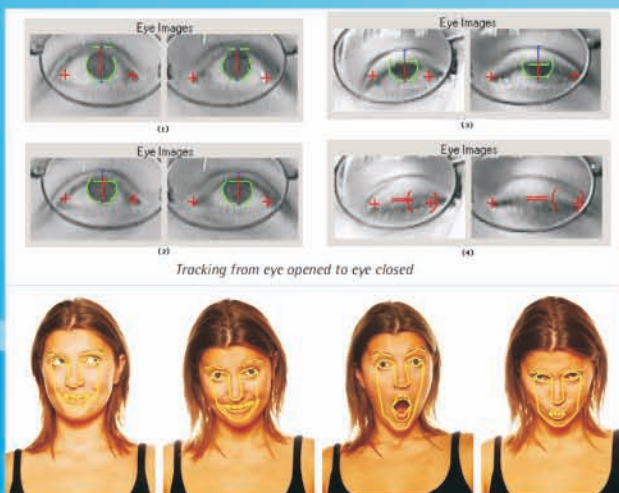 Eye Images
Eye Images
(1)
(3)
Eye Images
Eye Images
(2)
(4)
Tracking from eye opened to eye closed